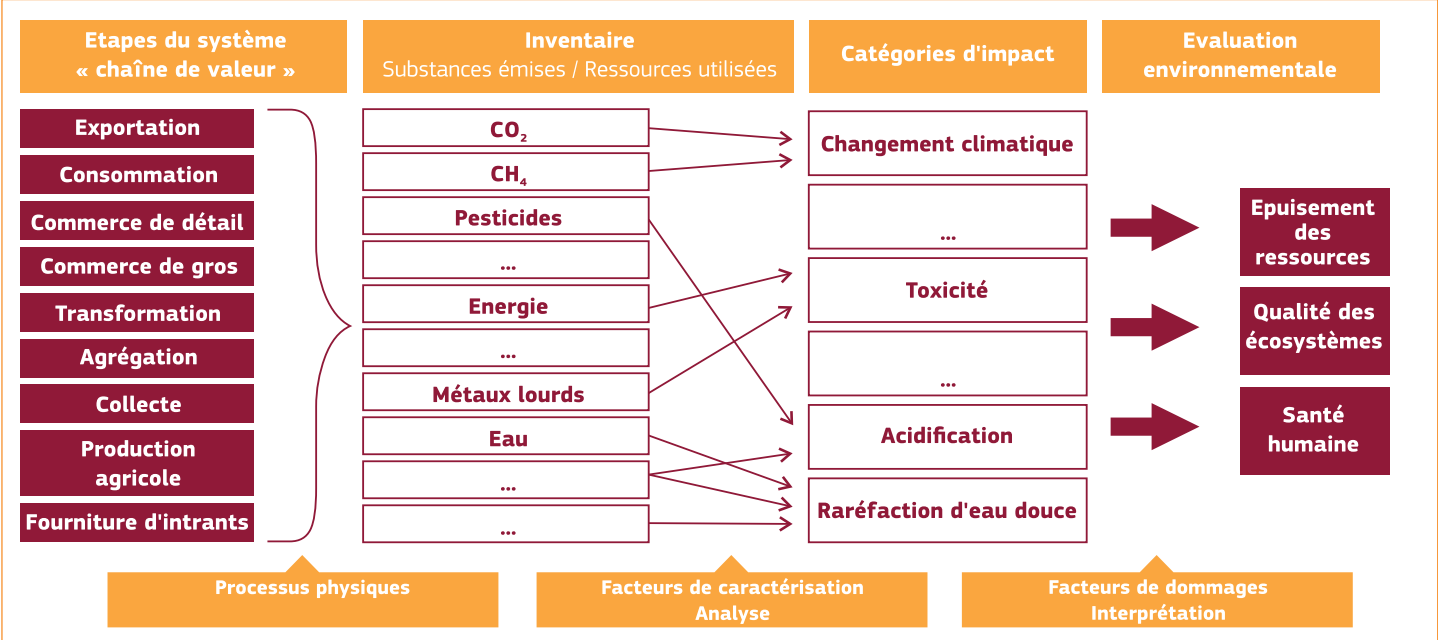 Etapes du système
« chaîne de valeur »
Inventaire
Substances émises / Ressources utilisées
Catégories d'impact
Evaluation
environnementale
Exportation
Consommation
Commerce de détail
Commerce de gros
Transformation
Agrégation
Collecte
Production
agricole
Fourniture d'intrants
CO₂
CH₄
Pesticides
...
Energie
...
Métaux lourds
Eau
...
...
Changement climatique
...
Toxicité
...
Acidification
Raréfaction d'eau douce
Epuisement
des
ressources
Qualité des
écosystèmes
Santé
humaine
Processus physiques
Facteurs de caractérisation
Analyse
Facteurs de dommages
Interprétation